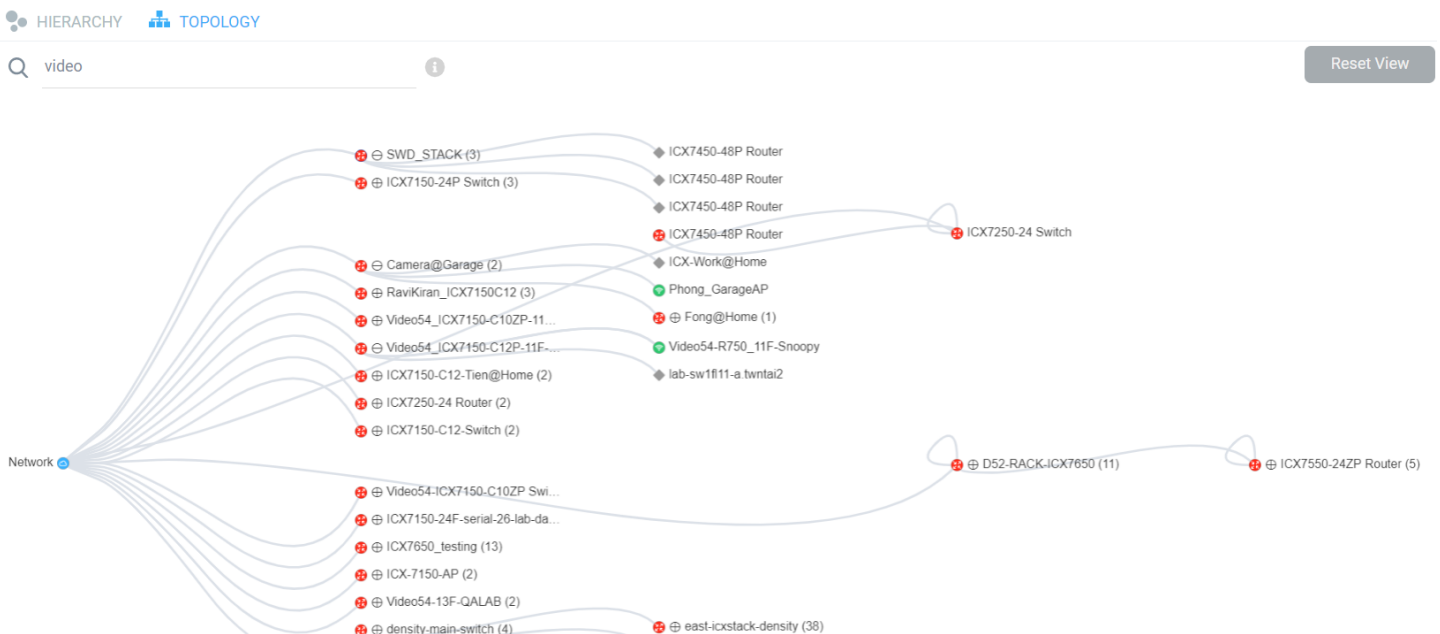 HIERARCHY
TOPOLOGY
video
Reset View
SWD_STACK (3)
ICX7450-48P Router
ICX7150-24P Switch (3)
ICX7450-48P Router
ICX7450-48P Router
ICX7450-48P Router
ICX7250-24 Switch
Camera@Garage (2)
ICX-Work@Home
RaviKiran_ICX7150C12 (3)
Phong_GarageAP
Video54_ICX7150-C10ZP-11...
Fong@Home (1)
Video54_ICX7150-C12P-11F-...
Video54-R750_11F-Snoopy
ICX7150-C12-Tien@Home (2)
lab-sw1fl11-a.twntai2
ICX7250-24 Router (2)
ICX7150-C12-Switch (2)
Network
D52-RACK-ICX7650 (11)
ICX7550-24ZP Router (5)
Video54-ICX7150-C10ZP Swi...
ICX7150-24F-serial-26-lab-da...
ICX7650_testing (13)
ICX-7150-AP (2)
Video54-13F-QALAB (2)
density-main-switch (4)
east-icxstack-density (38)